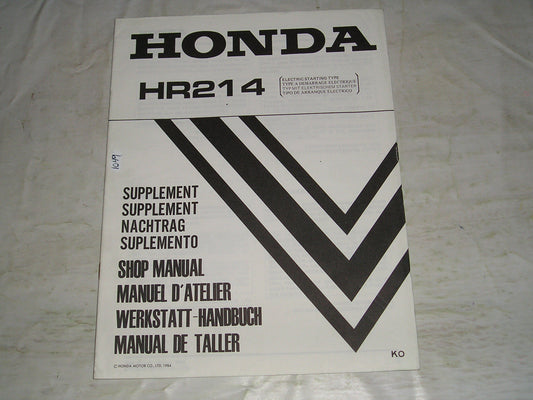 HONDA
HR214
ELECTRIC STARTING TYPE
TYPE A DEMARRAGE ELECTRIQUE
TYP MIT ELEKTRISCHEM STARTER
TIPO DE ARRANQUE ELECTRICO
1049
SUPPLEMENT
SUPPLEMENT
NACHTRAG
SUPLEMENTO
SHOP MANUAL
MANUEL D'ATELIER
WERKSTATT-HANDBUCH
MANUAL DE TALLER
© HONDA MOTOR CO., LTD. 1984
KO